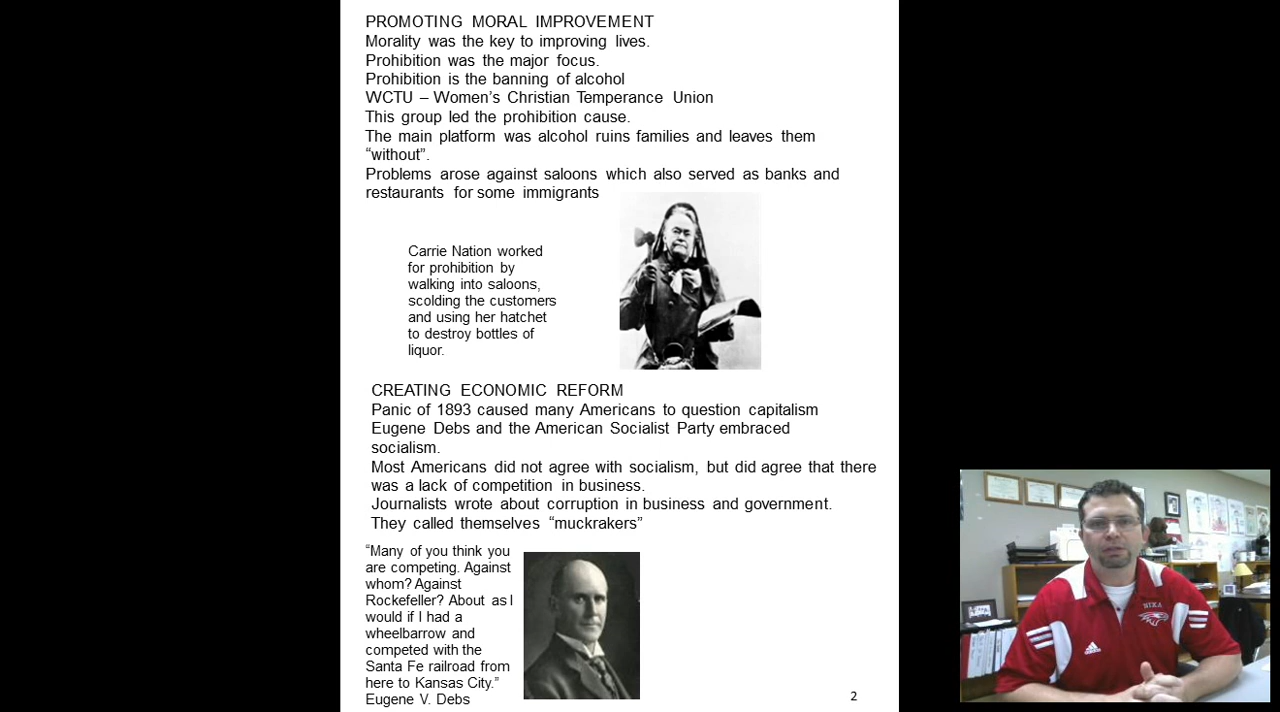 PROMOTING MORAL IMPROVEMENT
Morality was the key to improving lives.
Prohibition was the major focus.
Prohibition is the banning of alcohol
WCTU – Women's Christian Temperance Union
This group led the prohibition cause.
The main platform was alcohol ruins families and leaves them
“without”.
Problems arose against saloons which also served as banks and
restaurants for some immigrants
Carrie Nation worked
for prohibition by
walking into saloons,
scolding the customers
and using her hatchet
to destroy bottles of
liquor.
CREATING ECONOMIC REFORM
Panic of 1893 caused many Americans to question capitalism
Eugene Debs and the American Socialist Party embraced
socialism.
Most Americans did not agree with socialism, but did agree that there
was a lack of competition in business.
Journalists wrote about corruption in business and government.
They called themselves “muckrakers”
“Many of you think you
are competing. Against
whom? Against
Rockefeller? About as I
would if I had a
wheelbarrow and
competed with the
Santa Fe railroad from
here to Kansas City.”
Eugene V. Debs
2
NIXA
adidas